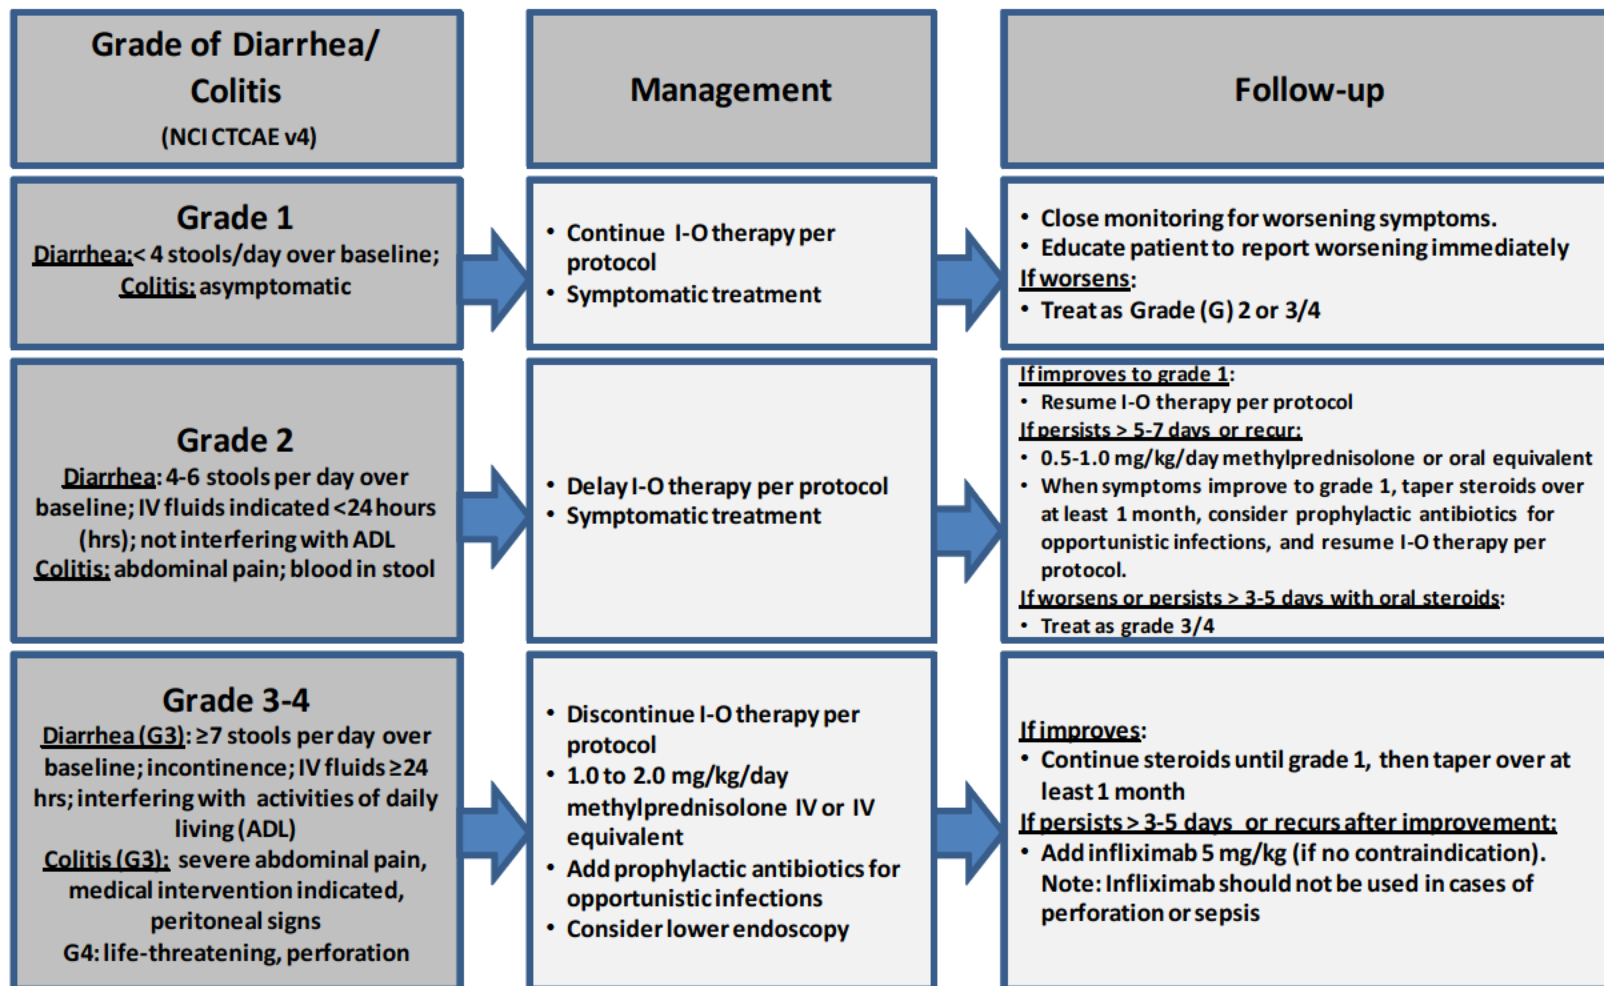 Grade of Diarrhea/
Colitis
(NCI CTCAE v4)
Management
Follow-up
Grade 1
Diarrhea:< 4 stools/day over baseline;
Colitis: asymptomatic
• Continue I-O therapy per
protocol
• Symptomatic treatment
• Close monitoring for worsening symptoms.
• Educate patient to report worsening immediately
If worsens:
• Treat as Grade (G) 2 or 3/4
Grade 2
Diarrhea: 4-6 stools per day over
baseline; IV fluids indicated <24 hours
(hrs); not interfering with ADL
Colitis: abdominal pain; blood in stool
• Delay I-O therapy per protocol
• Symptomatic treatment
If improves to grade 1:
• Resume I-O therapy per protocol
If persists > 5-7 days or recur:
• 0.5-1.0 mg/kg/day methylprednisolone or oral equivalent
• When symptoms improve to grade 1, taper steroids over
at least 1 month, consider prophylactic antibiotics for
opportunistic infections, and resume I-O therapy per
protocol.
If worsens or persists > 3-5 days with oral steroids:
• Treat as grade 3/4
Grade 3-4
Diarrhea (G3): ≥7 stools per day over
baseline; incontinence; IV fluids ≥24
hrs; interfering with activities of daily
living (ADL)
Colitis (G3): severe abdominal pain,
medical intervention indicated,
peritoneal signs
G4: life-threatening, perforation
• Discontinue I-O therapy per
protocol
• 1.0 to 2.0 mg/kg/day
methylprednisolone IV or IV
equivalent
• Add prophylactic antibiotics for
opportunistic infections
• Consider lower endoscopy
If improves:
• Continue steroids until grade 1, then taper over at
least 1 month
If persists > 3-5 days or recurs after improvement:
• Add infliximab 5 mg/kg (if no contraindication).
Note: Infliximab should not be used in cases of
perforation or sepsis